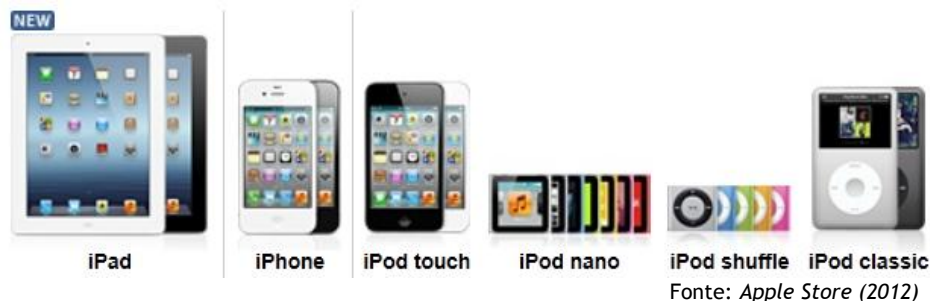 NEW
iPad
iPhone
iPod touch
iPod nano
iPod shuffle
iPod classic
Fonte: Apple Store (2012)